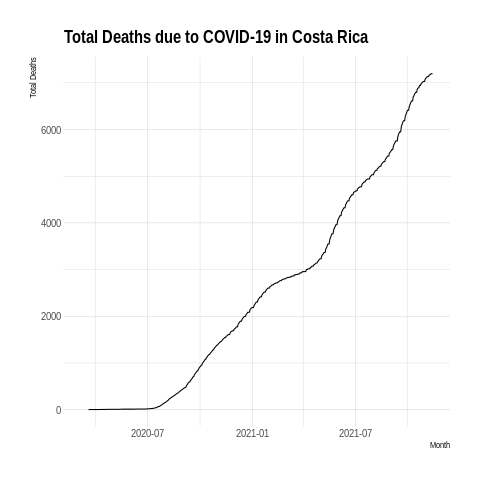 Total Deaths due to COVID-19 in Costa Rica
Total Deaths
6000
4000
2000
0
2020-07
2021-01
2021-07
Month